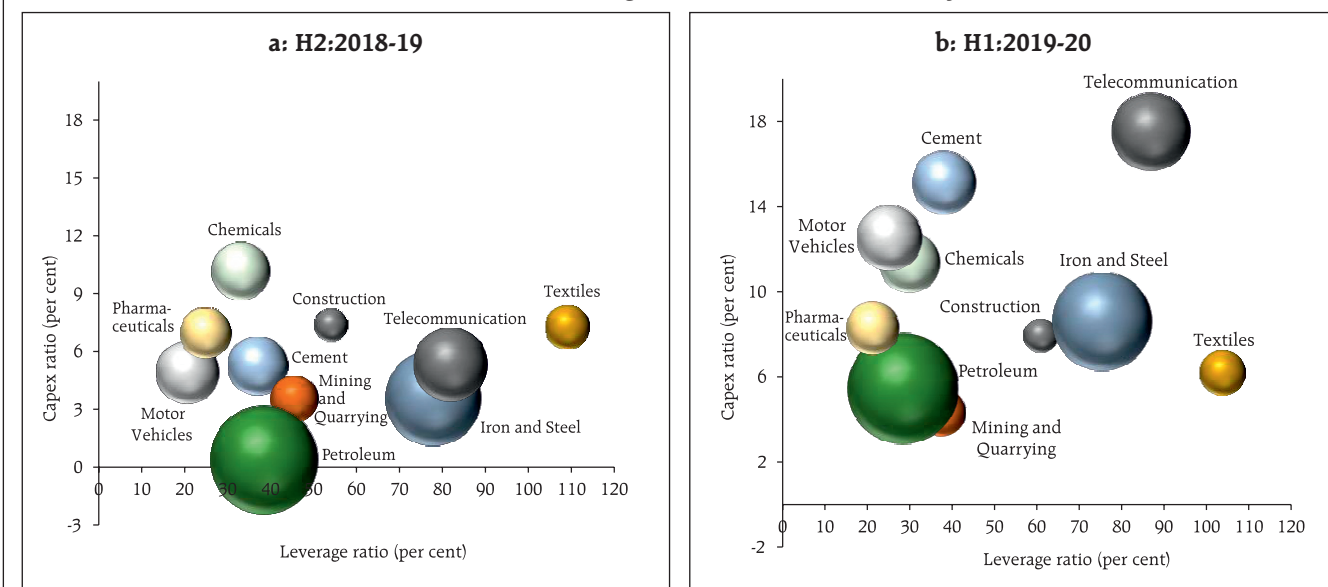 a: H2:2018-19
18
15
12
9
6
3
0
-3
Capex ratio (per cent)
Chemicals
Pharma-
ceuticals
Construction
Textiles
Telecommunication
Cement
Mining
and
Quarrying
Motor
Vehicles
Iron and Steel
Petroleum
0 10 20 30 40 50 60 70 80 90 100 110 120
Leverage ratio (per cent)
b: H1:2019-20
18
14
10
6
2
-2
Capex ratio (per cent)
Telecommunication
Cement
Motor
Vehicles
Chemicals
Iron and Steel
Construction
Pharma-
ceuticals
Textiles
Petroleum
Mining and
Quarrying
0 10 20 30 40 50 60 70 80 90 100 110 120
Leverage ratio (per cent)